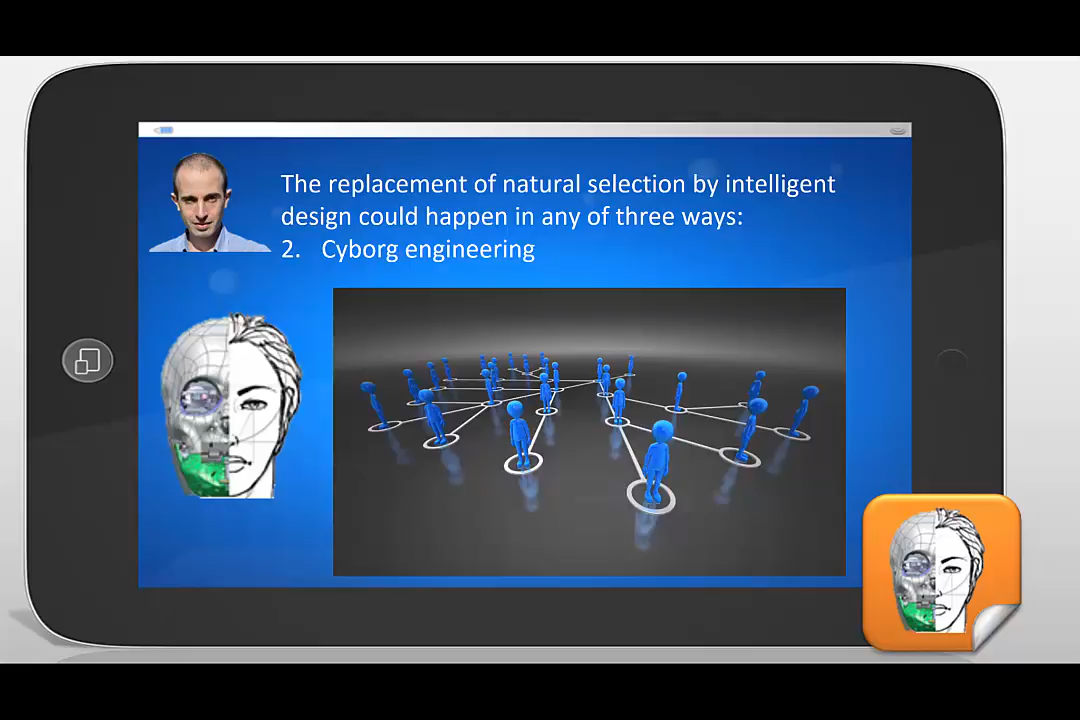 The replacement of natural selection by intelligent
design could happen in any of three ways:
2. Cyborg engineering